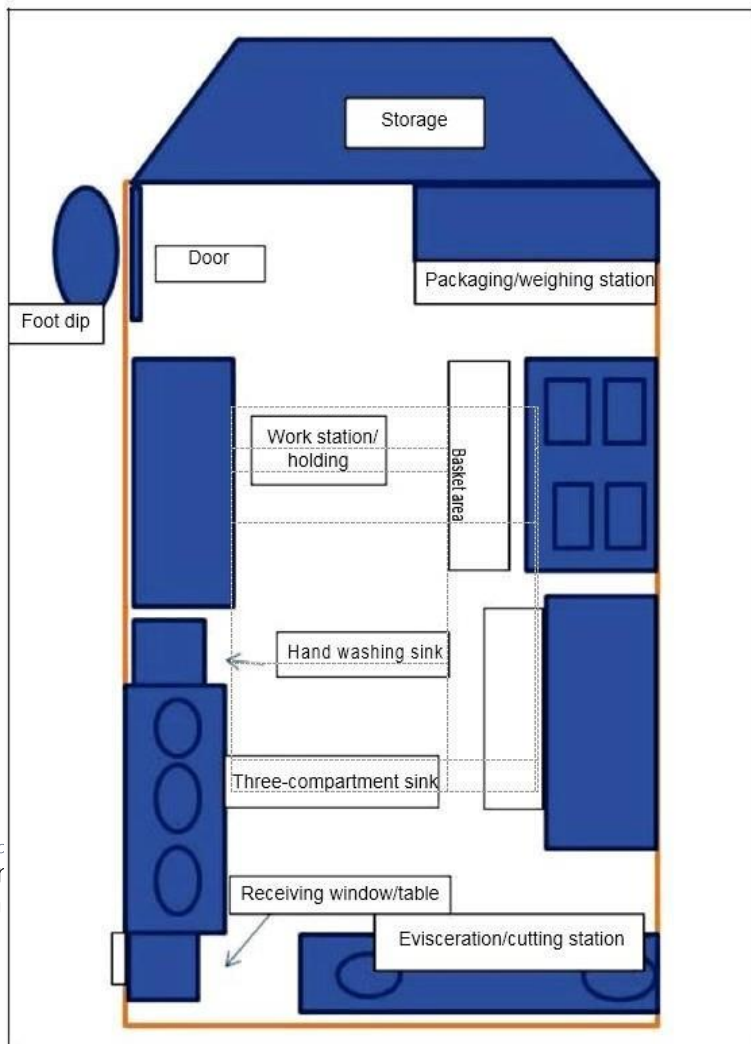 Storage
Door
Packaging/weighing station
Foot dip
Work station/
holding
Basket area
Hand washing sink
Three-compartment sink
Receiving window/table
Evisceration/cutting station